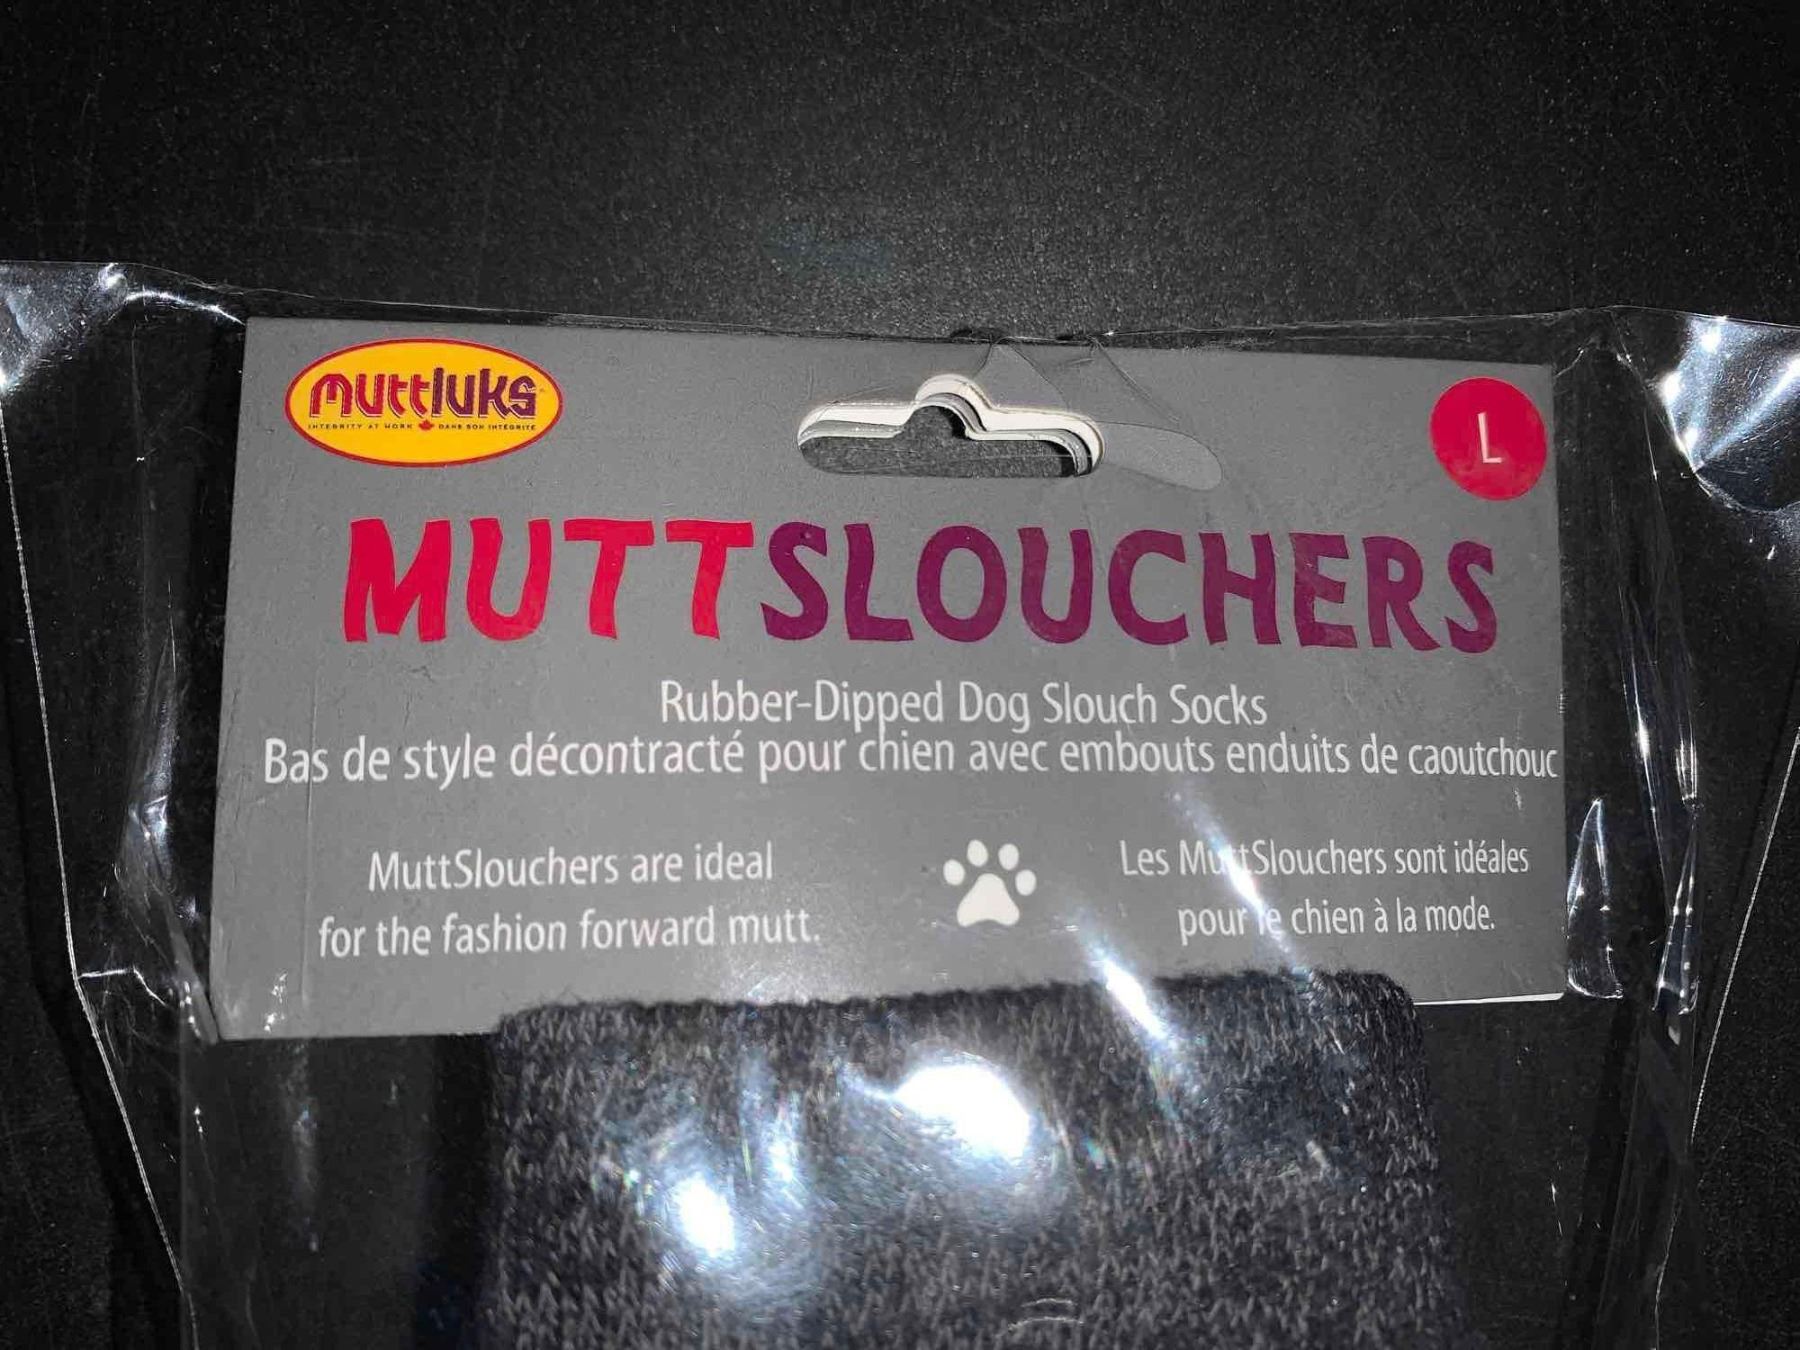 muttluks
INTEGRITY AT WORK DANS SON INTÉGRITÉ
L
MUTTSLOUCHERS
Rubber-Dipped Dog Slouch Socks
Bas de style décontracté pour chien avec embouts enduits de caoutchouc
MuttSlouchers are ideal
for the fashion forward mutt.
Les MuttSlouchers sont idéales
pour le chien à la mode.